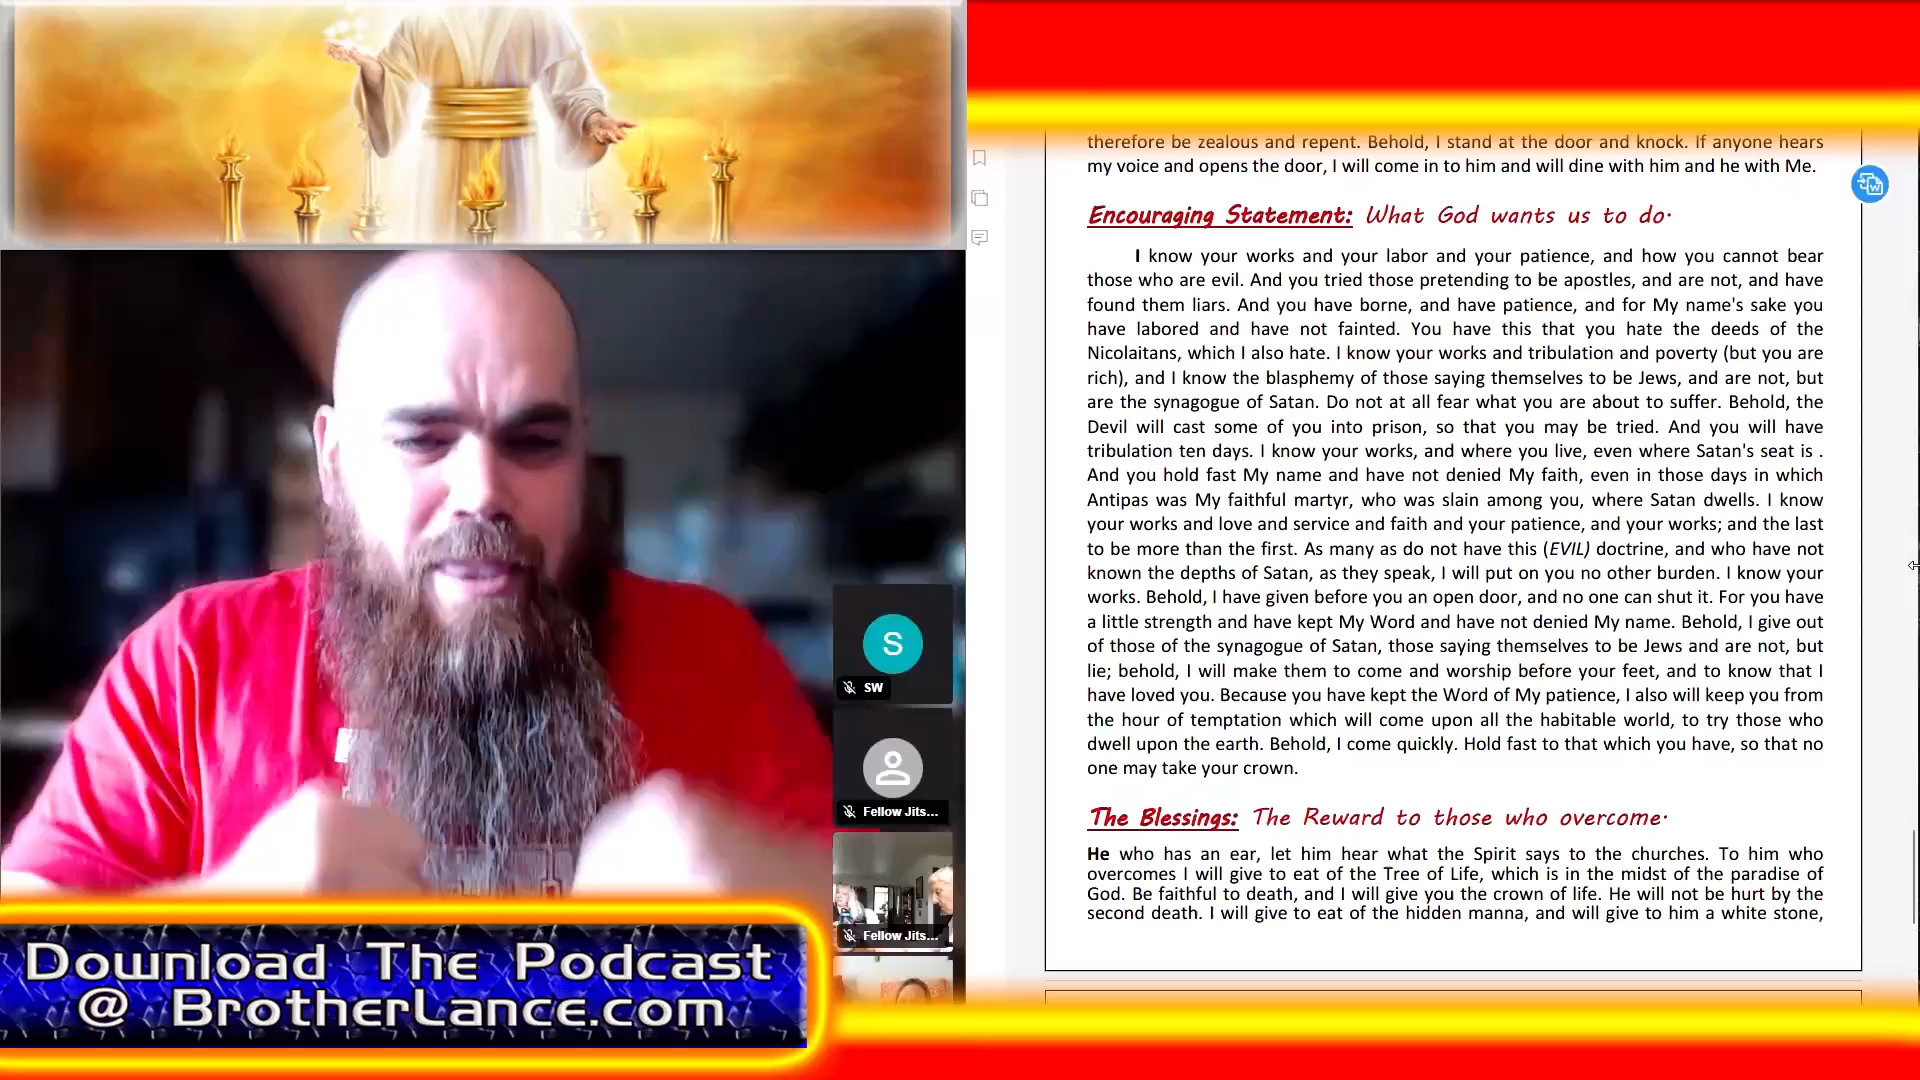 therefore be zealous and repent. Behold, I stand at the door and knock. If anyone hears
my voice and opens the door, I will come in to him and will dine with him and he with Me.
Encouraging Statement: What God wants us to do.
I know your works and your labor and your patience, and how you cannot bear
those who are evil. And you tried those pretending to be apostles, and are not, and have
found them liars. And you have borne, and have patience, and for My name's sake you
have labored and have not fainted. You have this that you hate the deeds of the
Nicolaitans, which I also hate. I know your works and tribulation and poverty (but you are
rich), and I know the blasphemy of those saying themselves to be Jews, and are not, but
are the synagogue of Satan. Do not at all fear what you are about to suffer. Behold, the
Devil will cast some of you into prison, so that you may be tried. And you will have
tribulation ten days. I know your works, and where you live, even where Satan's seat is .
And you hold fast My name and have not denied My faith, even in those days in which
Antipas was My faithful martyr, who was slain among you, where Satan dwells. I know
your works and love and service and faith and your patience, and your works; and the last
to be more than the first. As many as do not have this (EVIL) doctrine, and who have not
known the depths of Satan, as they speak, I will put on you no other burden. I know your
works. Behold, I have given before you an open door, and no one can shut it. For you have
a little strength and have kept My Word and have not denied My name. Behold, I give out
of those of the synagogue of Satan, those saying themselves to be Jews and are not, but
lie; behold, I will make them to come and worship before your feet, and to know that I
have loved you. Because you have kept the Word of My patience, I also will keep you from
the hour of temptation which will come upon all the habitable world, to try those who
dwell upon the earth. Behold, I come quickly. Hold fast to that which you have, so that no
one may take your crown.
The Blessings: The Reward to those who overcome.
He who has an ear, let him hear what the Spirit says to the churches. To him who
overcomes I will give to eat of the Tree of Life, which is in the midst of the paradise of
God. Be faithful to death, and I will give you the crown of life. He will not be hurt by the
second death. I will give to eat of the hidden manna, and will give to him a white stone,
S
SW
Fellow Jits...
Fellow Jits...
Download The Podcast
@ BrotherLance.com